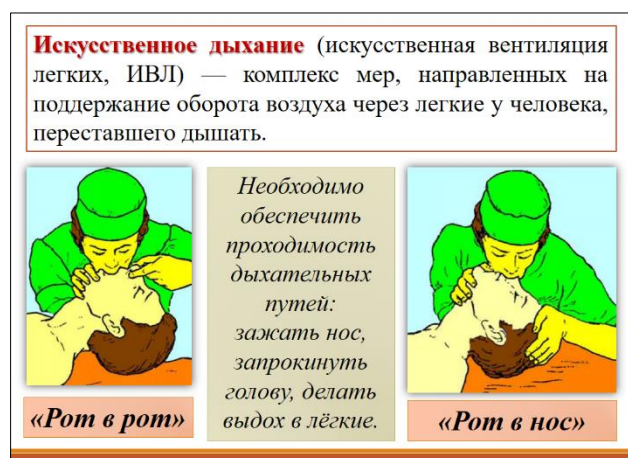 Искусственное дыхание (искусственная вентиляция
легких, ИВЛ) — комплекс мер, направленных на
поддержание оборота воздуха через легкие у человека,
переставшего дышать.
Необходимо
обеспечить
проходимость
дыхательных
путей:
зажать нос,
запрокинуть
голову, делать
выдох в лёгкие.
«Рот в рот»
«Рот в нос»